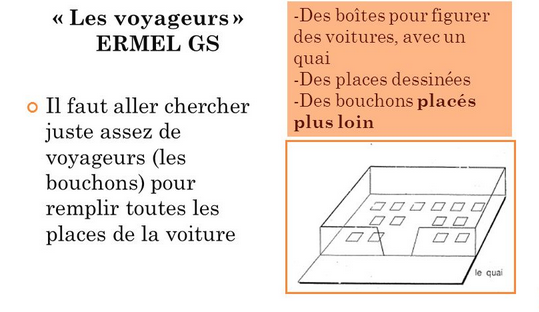 « Les voyageurs »
ERMEL GS
Il faut aller chercher
juste assez de
voyageurs (les
bouchons) pour
remplir toutes les
places de la voiture
-Des boîtes pour figurer
des voitures, avec un
quai
-Des places dessinées
-Des bouchons placés
plus loin
le quai